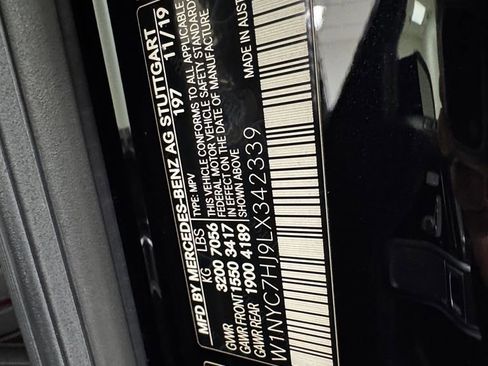 MFD BY MERCEDES-BENZ AG STUTTGART
197 11/19
KG LBS TYPE: MPV
GVWR 3200 7056 THIS VEHICLE CONFORMS TO ALL APPLICABLE
GAWR FRONT 1550 3417 FEDERAL MOTOR VEHICLE SAFETY STANDARDS
GAWR REAR 1900 4189 IN EFFECT ON THE DATE OF
SHOWN ABOVE
MADE IN AUST
W1NYC7HJ9LX342339